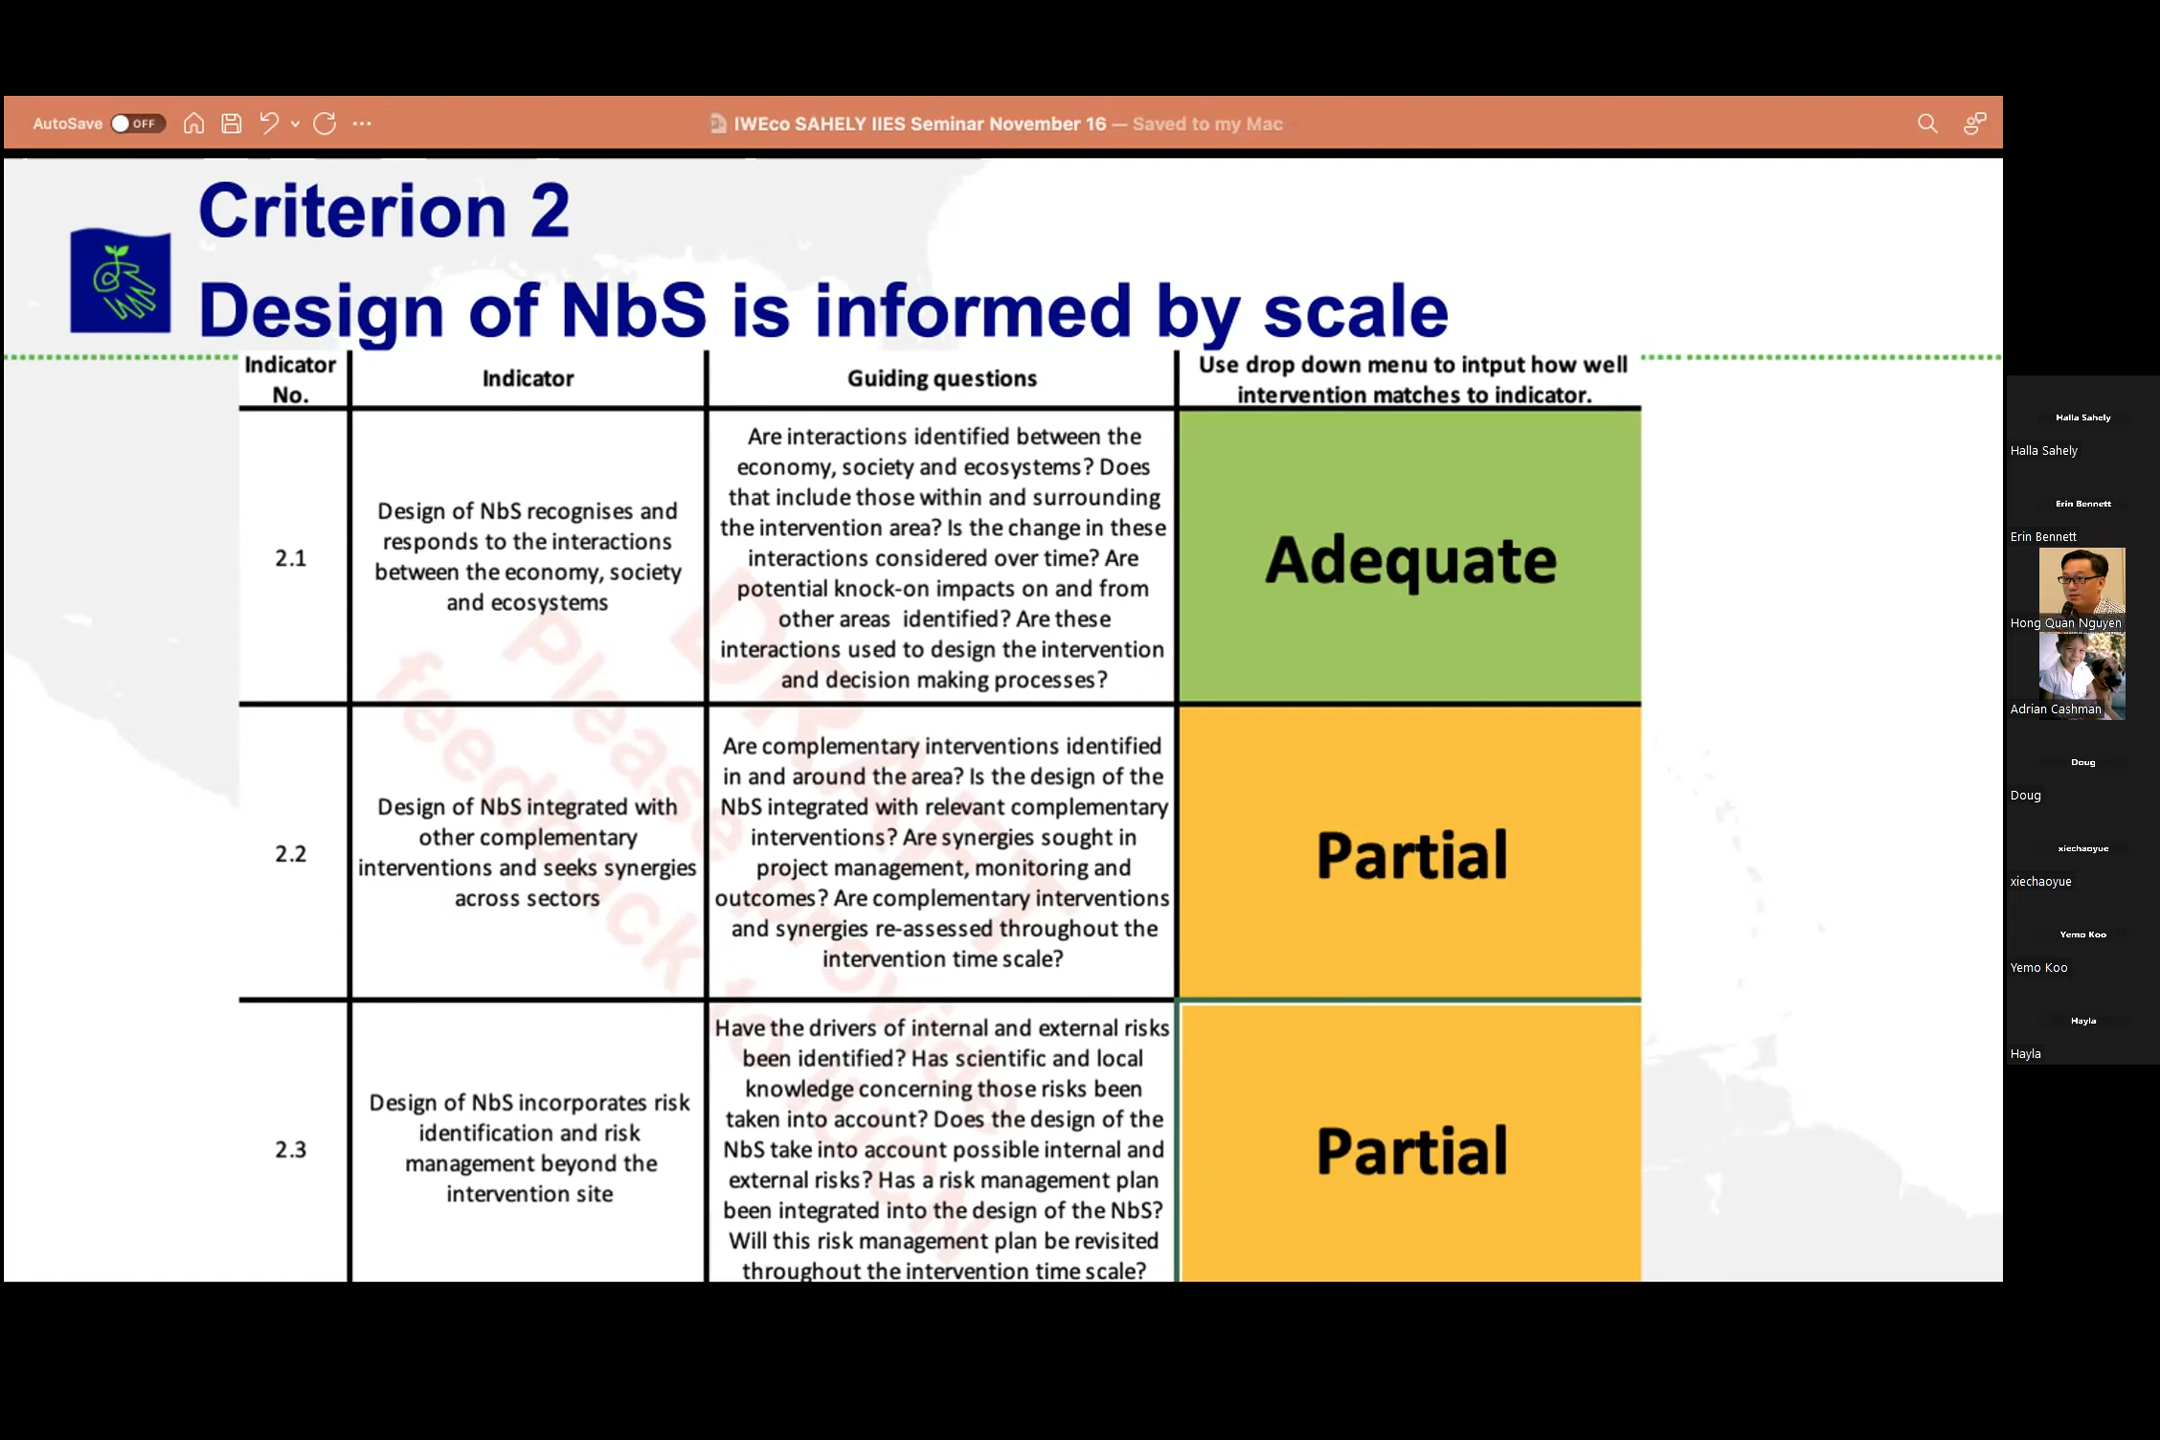 AutoSave OFF
IWEco SAHELY IIES Seminar November 16 — Saved to my Mac
Criterion 2
Design of NbS is informed by scale
Indicator
No.
Indicator
Guiding questions
Use drop down menu to intput how well
intervention matches to indicator.
2.1
Design of NbS recognises and
responds to the interactions
between the economy, society
and ecosystems
Are interactions identified between the
economy, society and ecosystems? Does
that include those within and surrounding
the intervention area? Is the change in these
interactions considered over time? Are
potential knock-on impacts on and from
other areas identified? Are these
interactions used to design the intervention
and decision making processes?
Adequate
2.2
Design of NbS integrated with
other complementary
interventions and seeks synergies
across sectors
Are complementary interventions identified
in and around the area? Is the design of the
NbS integrated with relevant complementary
interventions? Are synergies sought in
project management, monitoring and
outcomes? Are complementary interventions
and synergies re-assessed throughout the
intervention time scale?
Partial
2.3
Design of NbS incorporates risk
identification and risk
management beyond the
intervention site
Have the drivers of internal and external risks
been identified? Has scientific and local
knowledge concerning those risks been
taken into account? Does the design of the
NbS take into account possible internal and
external risks? Has a risk management plan
been integrated into the design of the NbS?
Will this risk management plan be revisited
throughout the intervention time scale?
Partial
DRAFT
Please provide
feedback to IUCN
Halla Sahely
Halla Sahely
Erin Bennett
Erin Bennett
Hong Quan Nguyen
Adrian Cashman
Doug
Doug
xiechaoyue
xiechaoyue
Yemo Koo
Yemo Koo
Hayla
Hayla